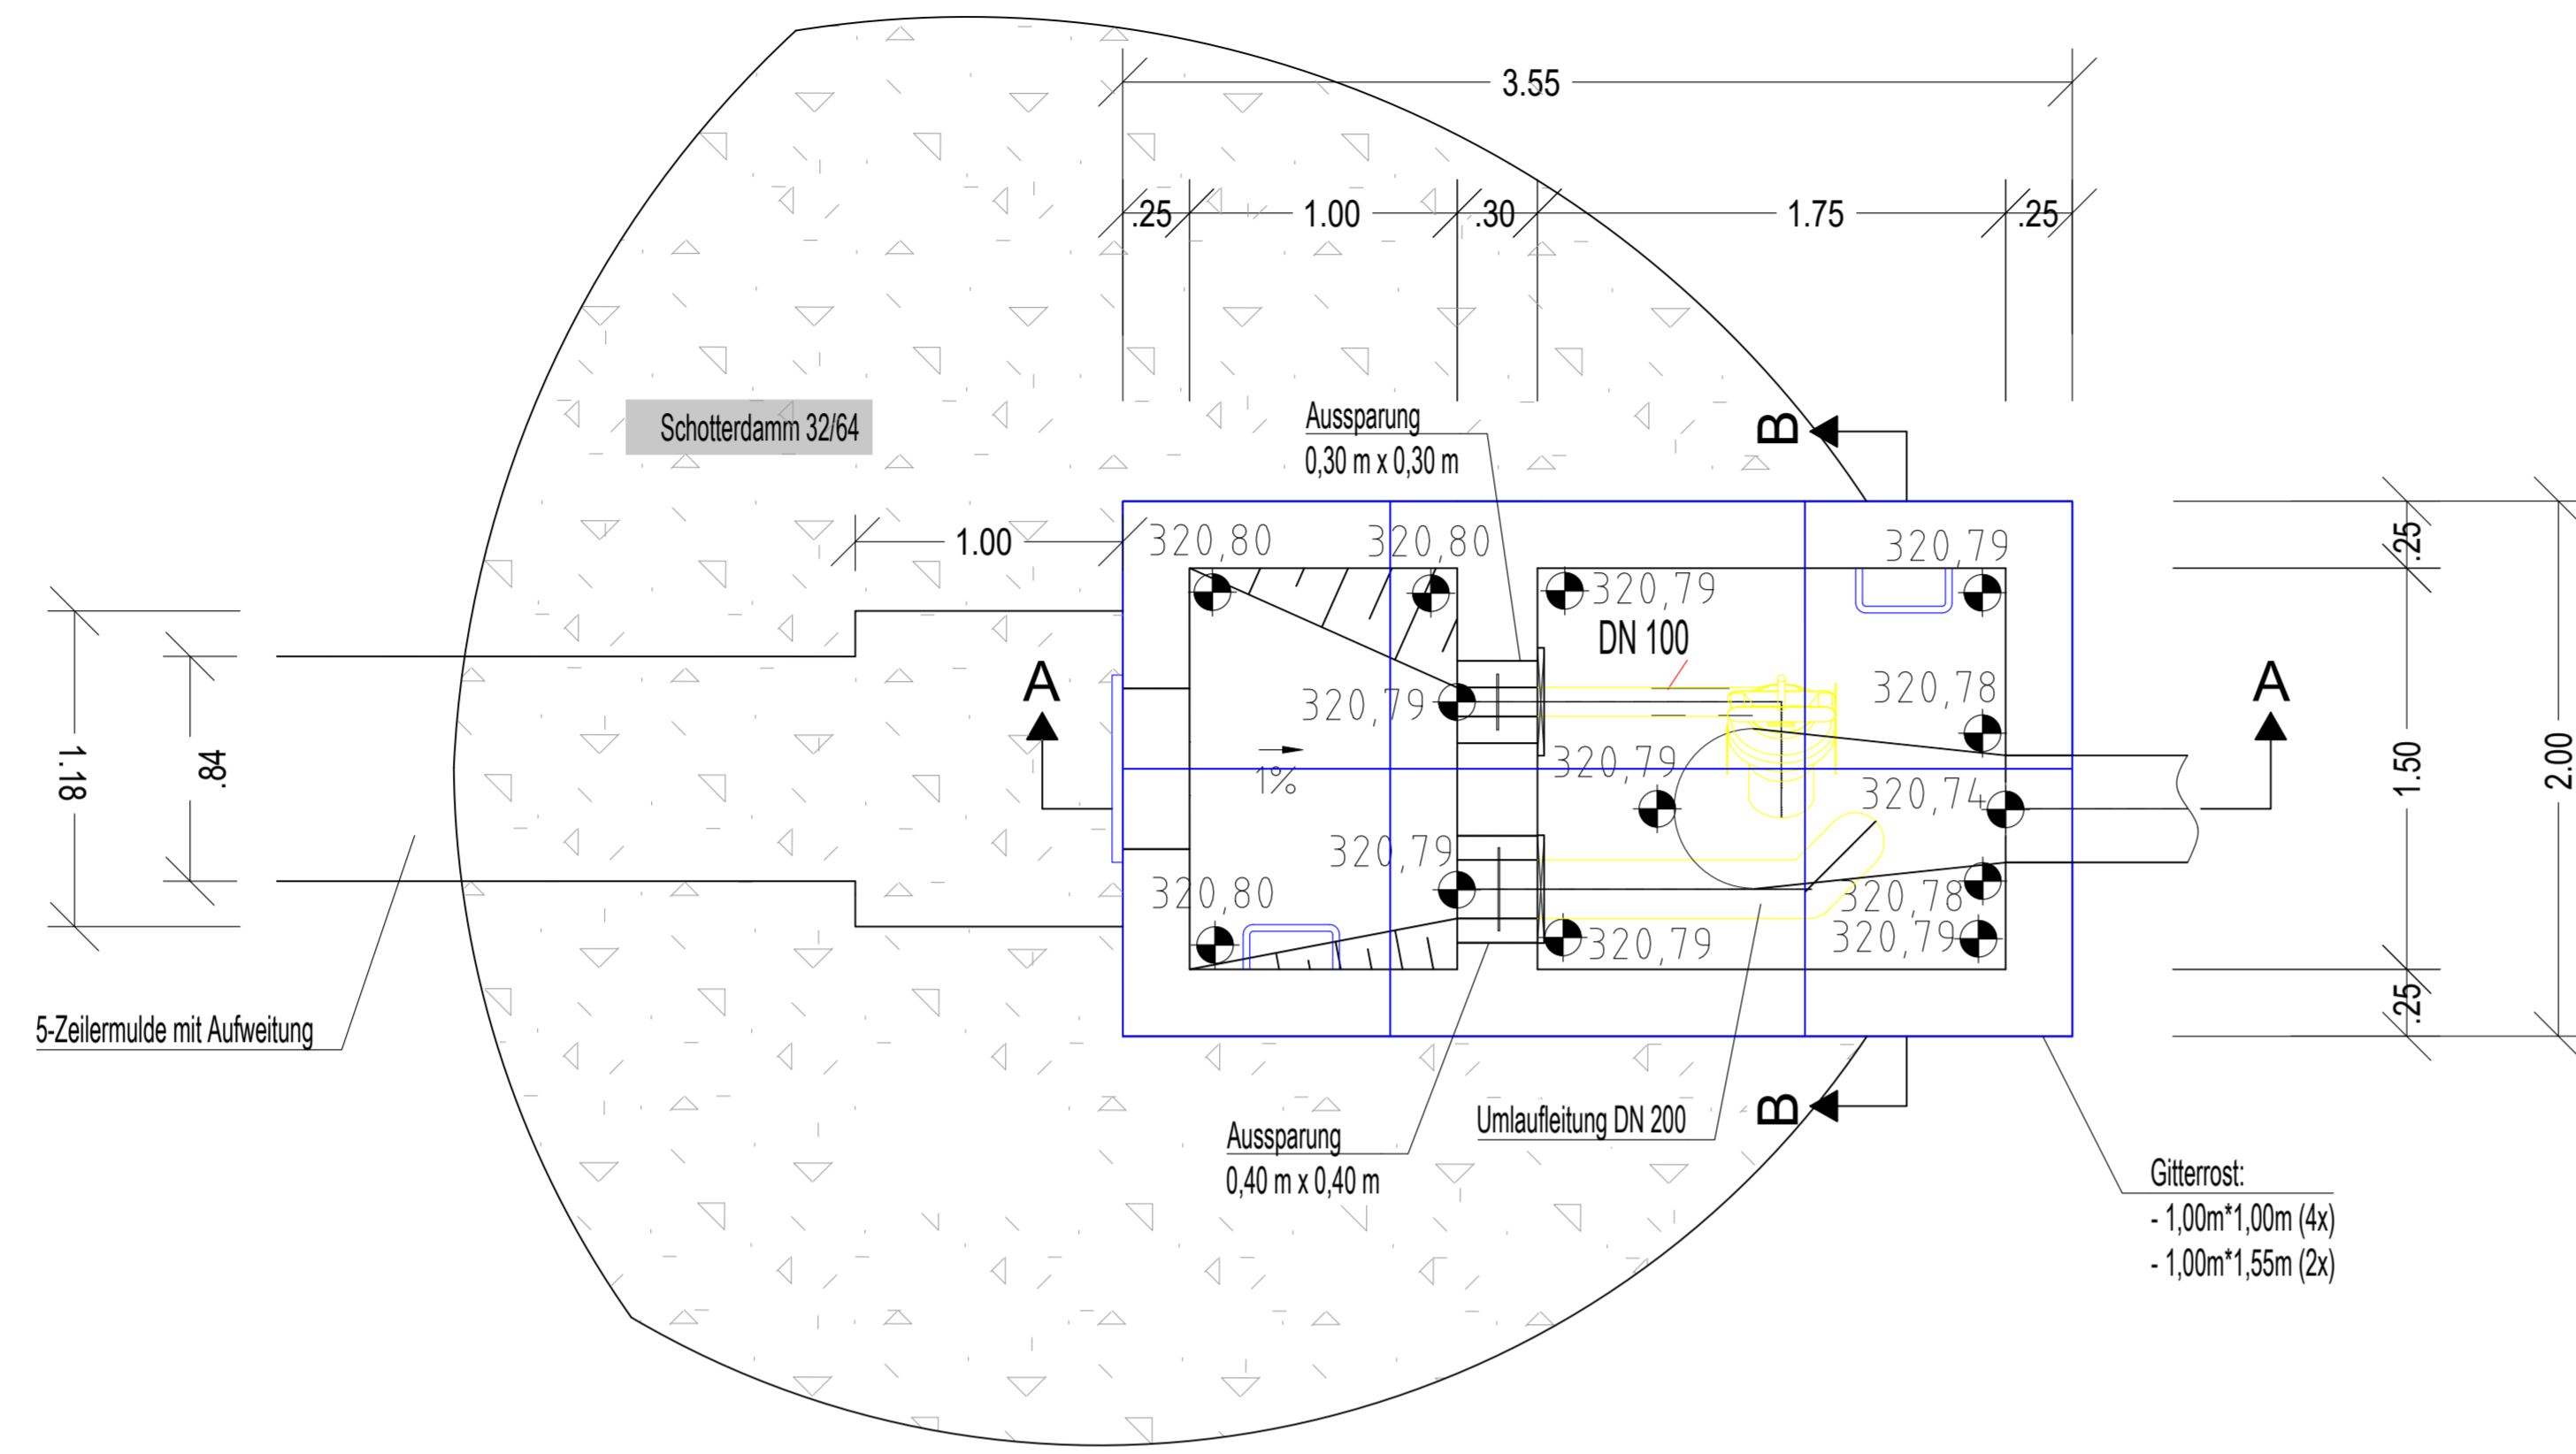 3.55
.25
1.00
.30
1.75
.25
Schotterdamm 32/64
Aussparung
0,30 m x 0,30 m
B
1.00
320,80
320,80
320,79
.25
320,79
DN 100
A
320,79
320,78
A
1.18
.84
1%
320,79
320,74
1.50
2.00
320,79
320,80
320,78
320,79
320,79
.25
5-Zeilermulde mit Aufweitung
Aussparung
0,40 m x 0,40 m
Umlaufleitung DN 200
B
Gitterrost:
- 1,00m*1,00m (4x)
- 1,00m*1,55m (2x)